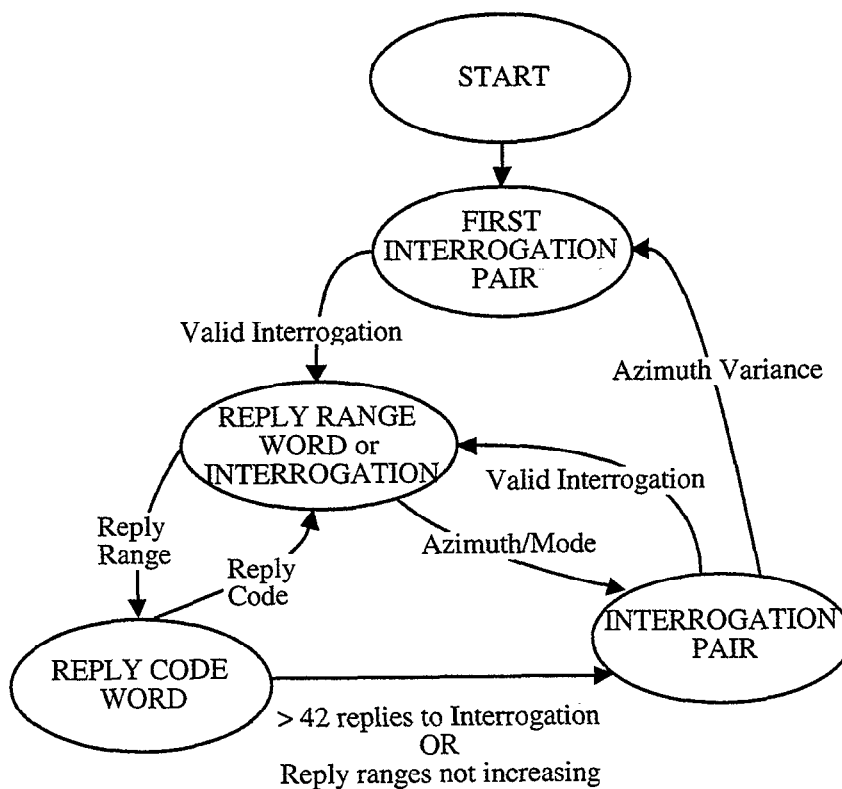 START
FIRST
INTERROGATION
PAIR
Valid Interrogation
Azimuth Variance
REPLY RANGE
WORD or
INTERROGATION
Valid Interrogation
Reply
Range
Azimuth/Mode
Reply
Code
INTERROGATION
PAIR
REPLY CODE
WORD
> 42 replies to Interrogation
OR
Reply ranges not increasing